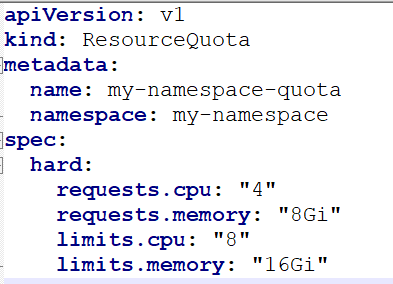 apiVersion: v1
kind: ResourceQuota
metadata:
  name: my-namespace-quota
  namespace: my-namespace
spec:
  hard:
    requests.cpu: "4"
    requests.memory: "8Gi"
    limits.cpu: "8"
    limits.memory: "16Gi"